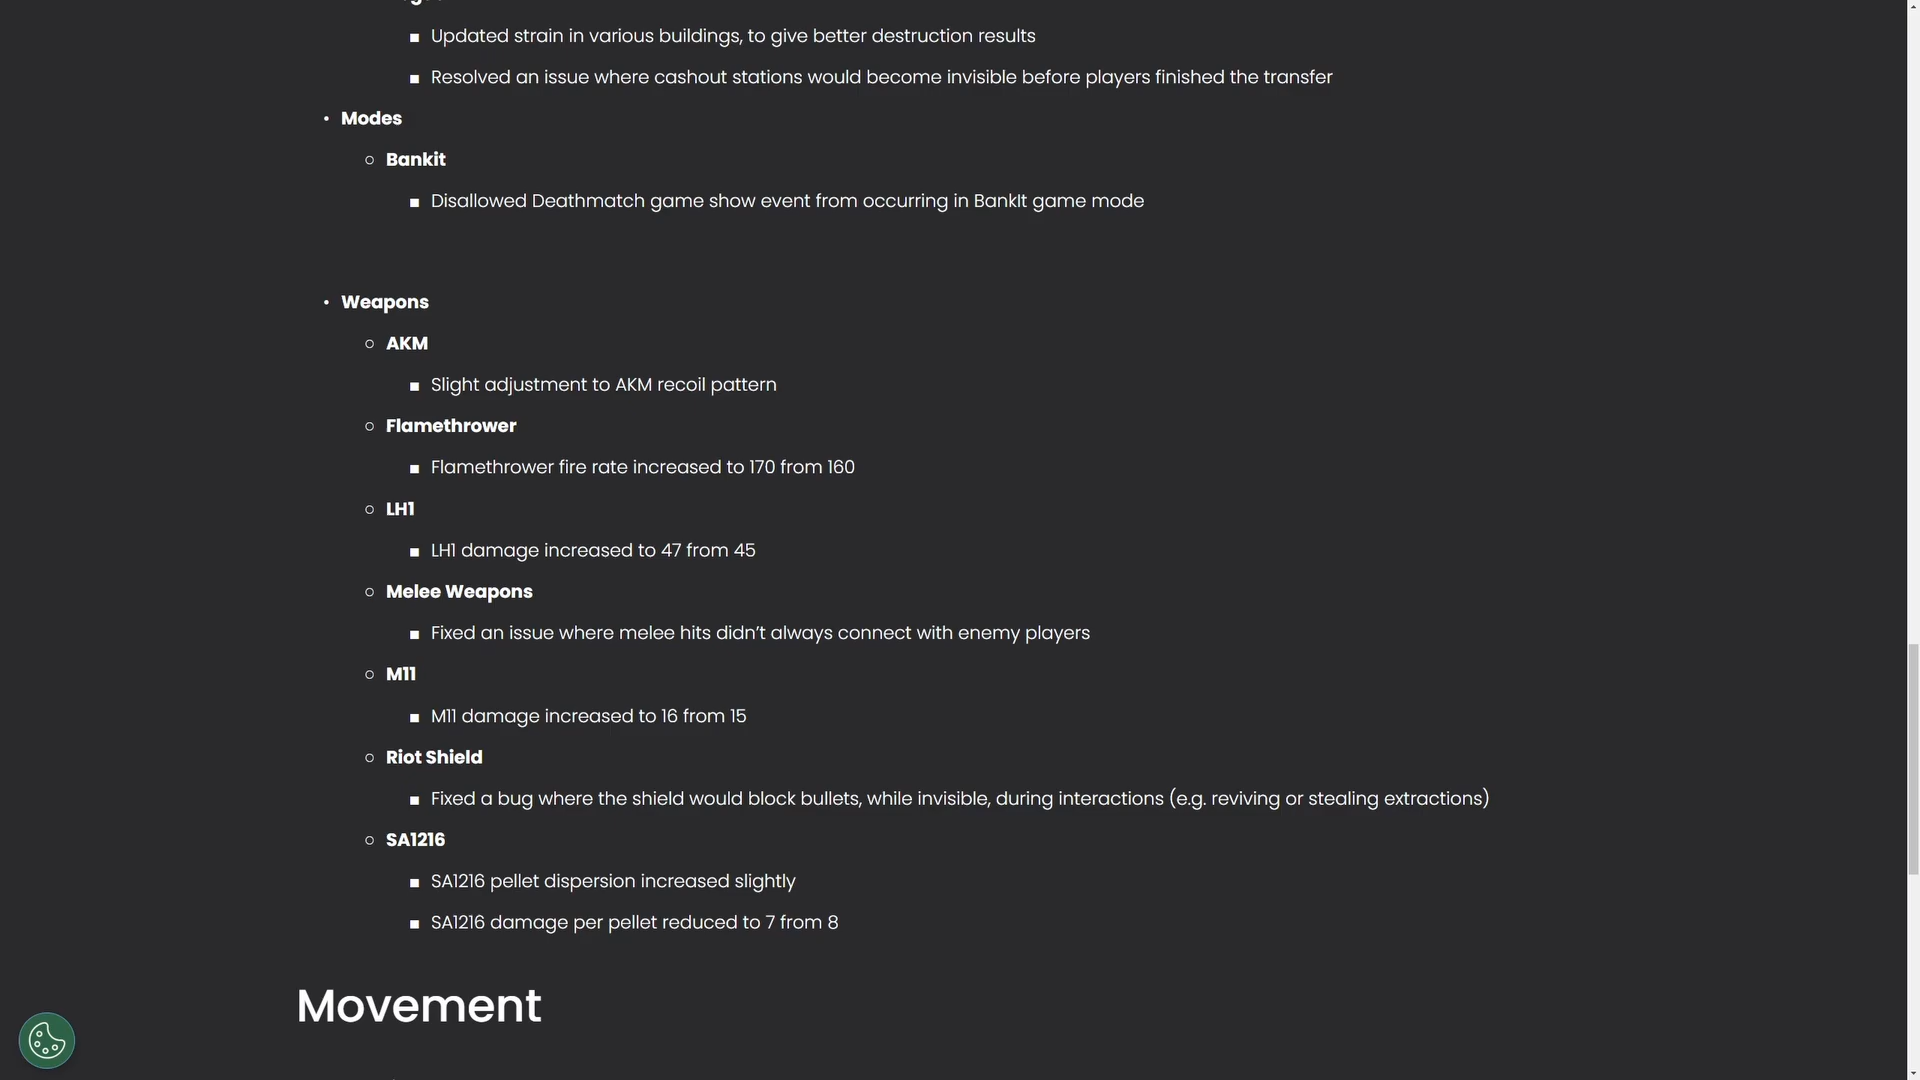 Updated strain in various buildings, to give better destruction results
Resolved an issue where cashout stations would become invisible before players finished the transfer
Modes
Bankit
Disallowed Deathmatch game show event from occurring in BankIt game mode
Weapons
AKM
Slight adjustment to AKM recoil pattern
Flamethrower
Flamethrower fire rate increased to 170 from 160
LH1
LH1 damage increased to 47 from 45
Melee Weapons
Fixed an issue where melee hits didn’t always connect with enemy players
M11
M11 damage increased to 16 from 15
Riot Shield
Fixed a bug where the shield would block bullets, while invisible, during interactions (e.g. reviving or stealing extractions)
SA1216
SA1216 pellet dispersion increased slightly
SA1216 damage per pellet reduced to 7 from 8
Movement